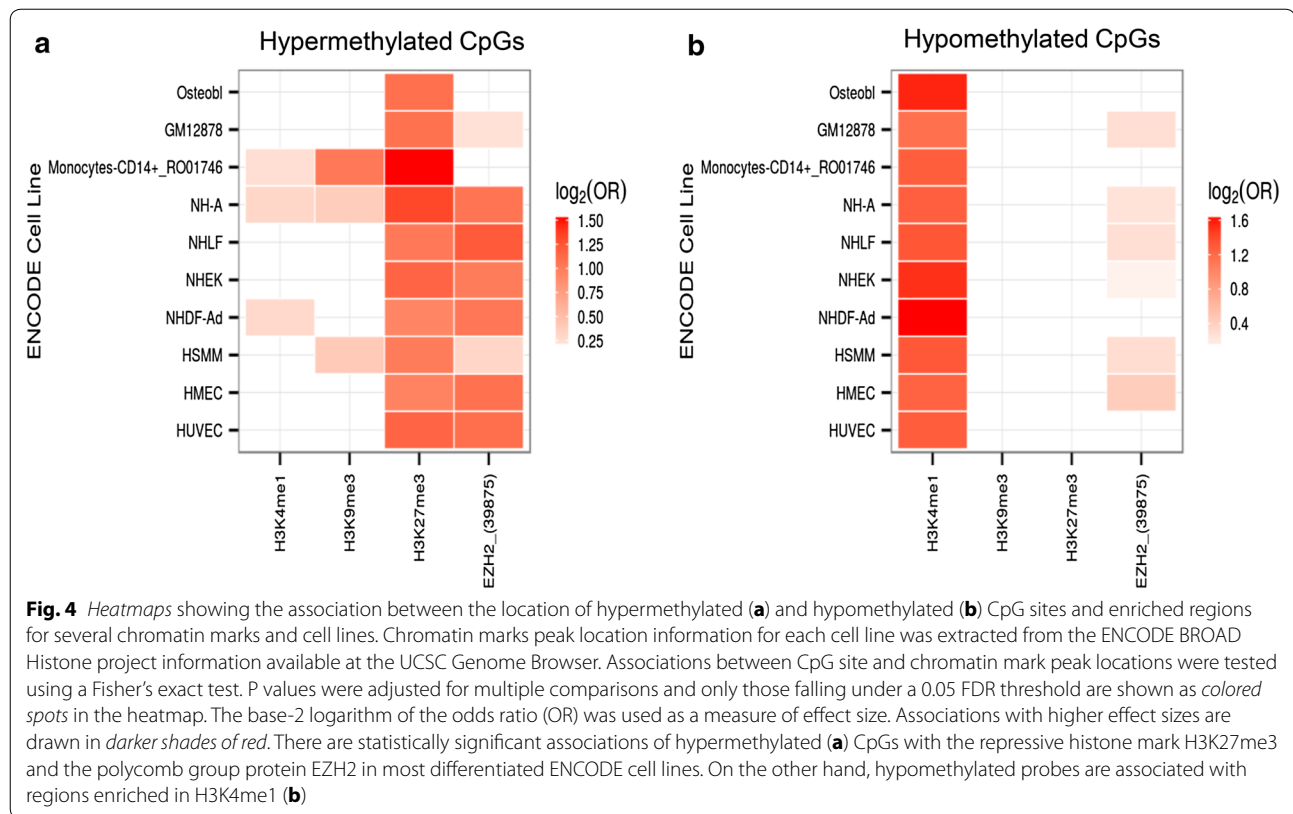 a
Hypermethylated CpGs
ENCODE Cell Line
Osteobl
GM12878
Monocytes-CD14+_RO01746
NH-A
NHLF
NHEK
NHDF-Ad
HSMM
HMEC
HUVEC
H3K4me1
H3K9me3
H3K27me3
EZH2_(39875)
log2(OR)
1.50
1.25
1.00
0.75
0.50
0.25
b
Hypomethylated CpGs
ENCODE Cell Line
Osteobl
GM12878
Monocytes-CD14+_RO01746
NH-A
NHLF
NHEK
NHDF-Ad
HSMM
HMEC
HUVEC
H3K4me1
H3K9me3
H3K27me3
EZH2_(39875)
log2(OR)
1.6
1.2
0.8
0.4
Fig. 4 Heatmaps showing the association between the location of hypermethylated (a) and hypomethylated (b) CpG sites and enriched regions
for several chromatin marks and cell lines. Chromatin marks peak location information for each cell line was extracted from the ENCODE BROAD
Histone project information available at the UCSC Genome Browser. Associations between CpG site and chromatin mark peak locations were tested
using a Fisher's exact test. P values were adjusted for multiple comparisons and only those falling under a 0.05 FDR threshold are shown as colored
spots in the heatmap. The base-2 logarithm of the odds ratio (OR) was used as a measure of effect size. Associations with higher effect sizes are
drawn in darker shades of red. There are statistically significant associations of hypermethylated (a) CpGs with the repressive histone mark H3K27me3
and the polycomb group protein EZH2 in most differentiated ENCODE cell lines. On the other hand, hypomethylated probes are associated with
regions enriched in H3K4me1 (b)